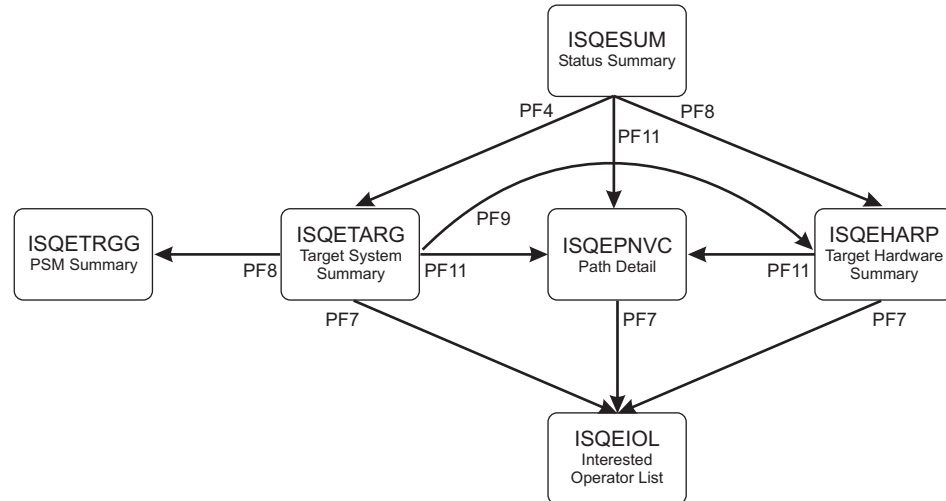 ISQESUM
Status Summary
PF4
PF8
PF11
PF9
ISQETRGG
PSM Summary
PF8
ISQETARG
Target System
Summary
PF11
ISQEPNVC
Path Detail
PF11
ISQEHARP
Target Hardware
Summary
PF7
PF7
PF7
ISQEIOL
Interested
Operator List